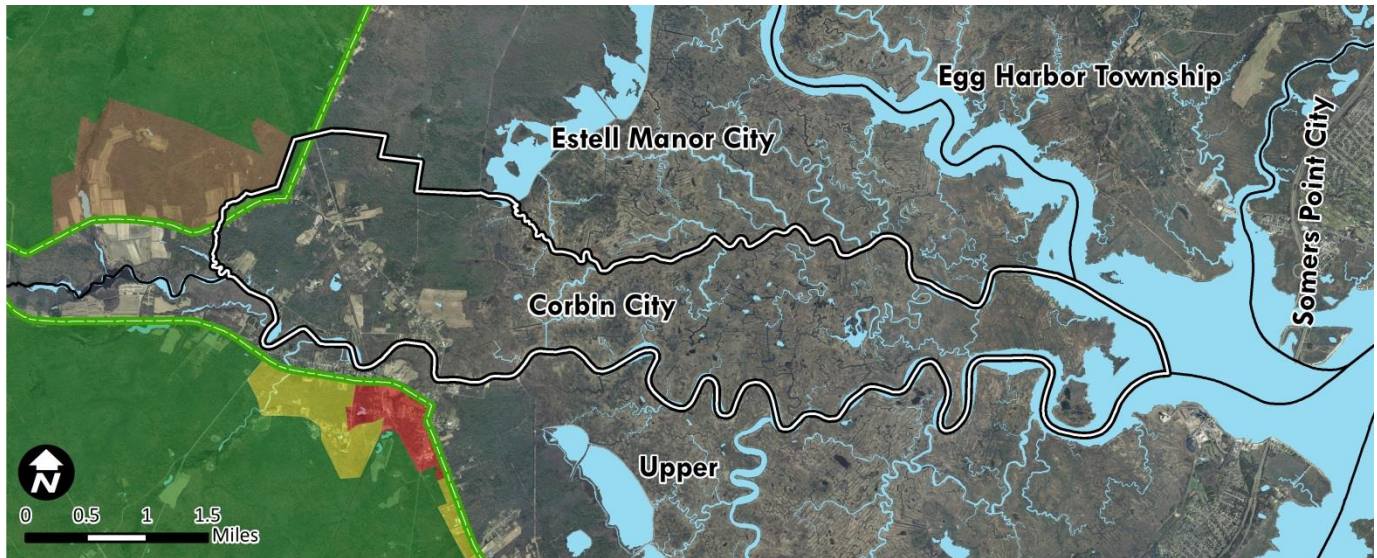 Egg Harbor Township
Estell Manor City
Somers Point City
Corbin City
Upper
N
0 0.5 1 1.5
Miles